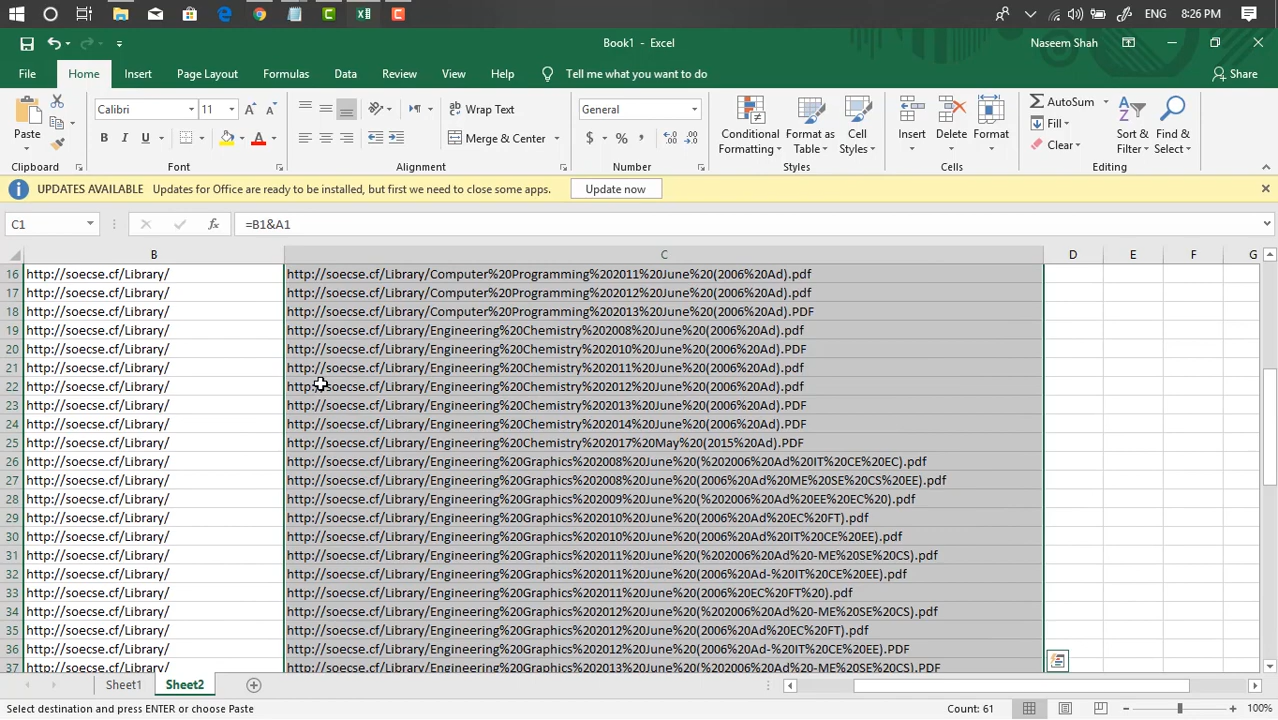 ENG 8:26 PM
Book1 - Excel Naseem Shah
File Home Insert Page Layout Formulas Data Review View Help Tell me what you want to do Share
Paste Calibri 11 Wrap Text General Conditional Formatting Format as Table Cell Styles Insert Delete Format AutoSum Fill Clear Sort & Filter Find & Select
B I U Merge & Center $ % ,
Clipboard Font Alignment Number Styles Cells Editing
UPDATES AVAILABLE Updates for Office are ready to be installed, but first we need to close some apps. Update now
C1 fx =B1&A1
B C D E F G
16 http://soecse.cf/Library/ http://soecse.cf/Library/Computer%20Programming%202011%20June%20(2006%20Ad).pdf
17 http://soecse.cf/Library/ http://soecse.cf/Library/Computer%20Programming%202012%20June%20(2006%20Ad).pdf
18 http://soecse.cf/Library/ http://soecse.cf/Library/Computer%20Programming%202013%20June%20(2006%20Ad).PDF
19 http://soecse.cf/Library/ http://soecse.cf/Library/Engineering%20Chemistry%202008%20June%20(2006%20Ad).pdf
20 http://soecse.cf/Library/ http://soecse.cf/Library/Engineering%20Chemistry%202010%20June%20(2006%20Ad).PDF
21 http://soecse.cf/Library/ http://soecse.cf/Library/Engineering%20Chemistry%202011%20June%20(2006%20Ad).pdf
22 http://soecse.cf/Library/ http://soecse.cf/Library/Engineering%20Chemistry%202012%20June%20(2006%20Ad).pdf
23 http://soecse.cf/Library/ http://soecse.cf/Library/Engineering%20Chemistry%202013%20June%20(2006%20Ad).PDF
24 http://soecse.cf/Library/ http://soecse.cf/Library/Engineering%20Chemistry%202014%20June%20(2006%20Ad).PDF
25 http://soecse.cf/Library/ http://soecse.cf/Library/Engineering%20Chemistry%202017%20May%20(2015%20Ad).PDF
26 http://soecse.cf/Library/ http://soecse.cf/Library/Engineering%20Graphics%202008%20June%20(%202006%20Ad%20IT%20CE%20EC).pdf
27 http://soecse.cf/Library/ http://soecse.cf/Library/Engineering%20Graphics%202008%20June%20(2006%20Ad%20ME%20SE%20CS%20EE).pdf
28 http://soecse.cf/Library/ http://soecse.cf/Library/Engineering%20Graphics%202009%20June%20(%202006%20Ad%20EE%20EC%20).pdf
29 http://soecse.cf/Library/ http://soecse.cf/Library/Engineering%20Graphics%202010%20June%20(2006%20Ad%20EC%20FT).pdf
30 http://soecse.cf/Library/ http://soecse.cf/Library/Engineering%20Graphics%202010%20June%20(2006%20Ad%20IT%20CE%20EE).pdf
31 http://soecse.cf/Library/ http://soecse.cf/Library/Engineering%20Graphics%202011%20June%20(%202006%20Ad%20-ME%20SE%20CS).pdf
32 http://soecse.cf/Library/ http://soecse.cf/Library/Engineering%20Graphics%202011%20June%20(2006%20Ad-%20IT%20CE%20EE).pdf
33 http://soecse.cf/Library/ http://soecse.cf/Library/Engineering%20Graphics%202011%20June%20(2006%20EC%20FT%20).pdf
34 http://soecse.cf/Library/ http://soecse.cf/Library/Engineering%20Graphics%202012%20June%20(%202006%20Ad%20-ME%20SE%20CS).pdf
35 http://soecse.cf/Library/ http://soecse.cf/Library/Engineering%20Graphics%202012%20June%20(2006%20Ad%20EC%20FT).pdf
36 http://soecse.cf/Library/ http://soecse.cf/Library/Engineering%20Graphics%202012%20June%20(2006%20Ad-%20IT%20CE%20EE).PDF
37 http://soecse.cf/Library/ http://soecse.cf/Library/Engineering%20Graphics%202013%20June%20(%202006%20Ad%20-ME%20SE%20CS).PDF
Sheet1 Sheet2
Select destination and press ENTER or choose Paste Count: 61 100%